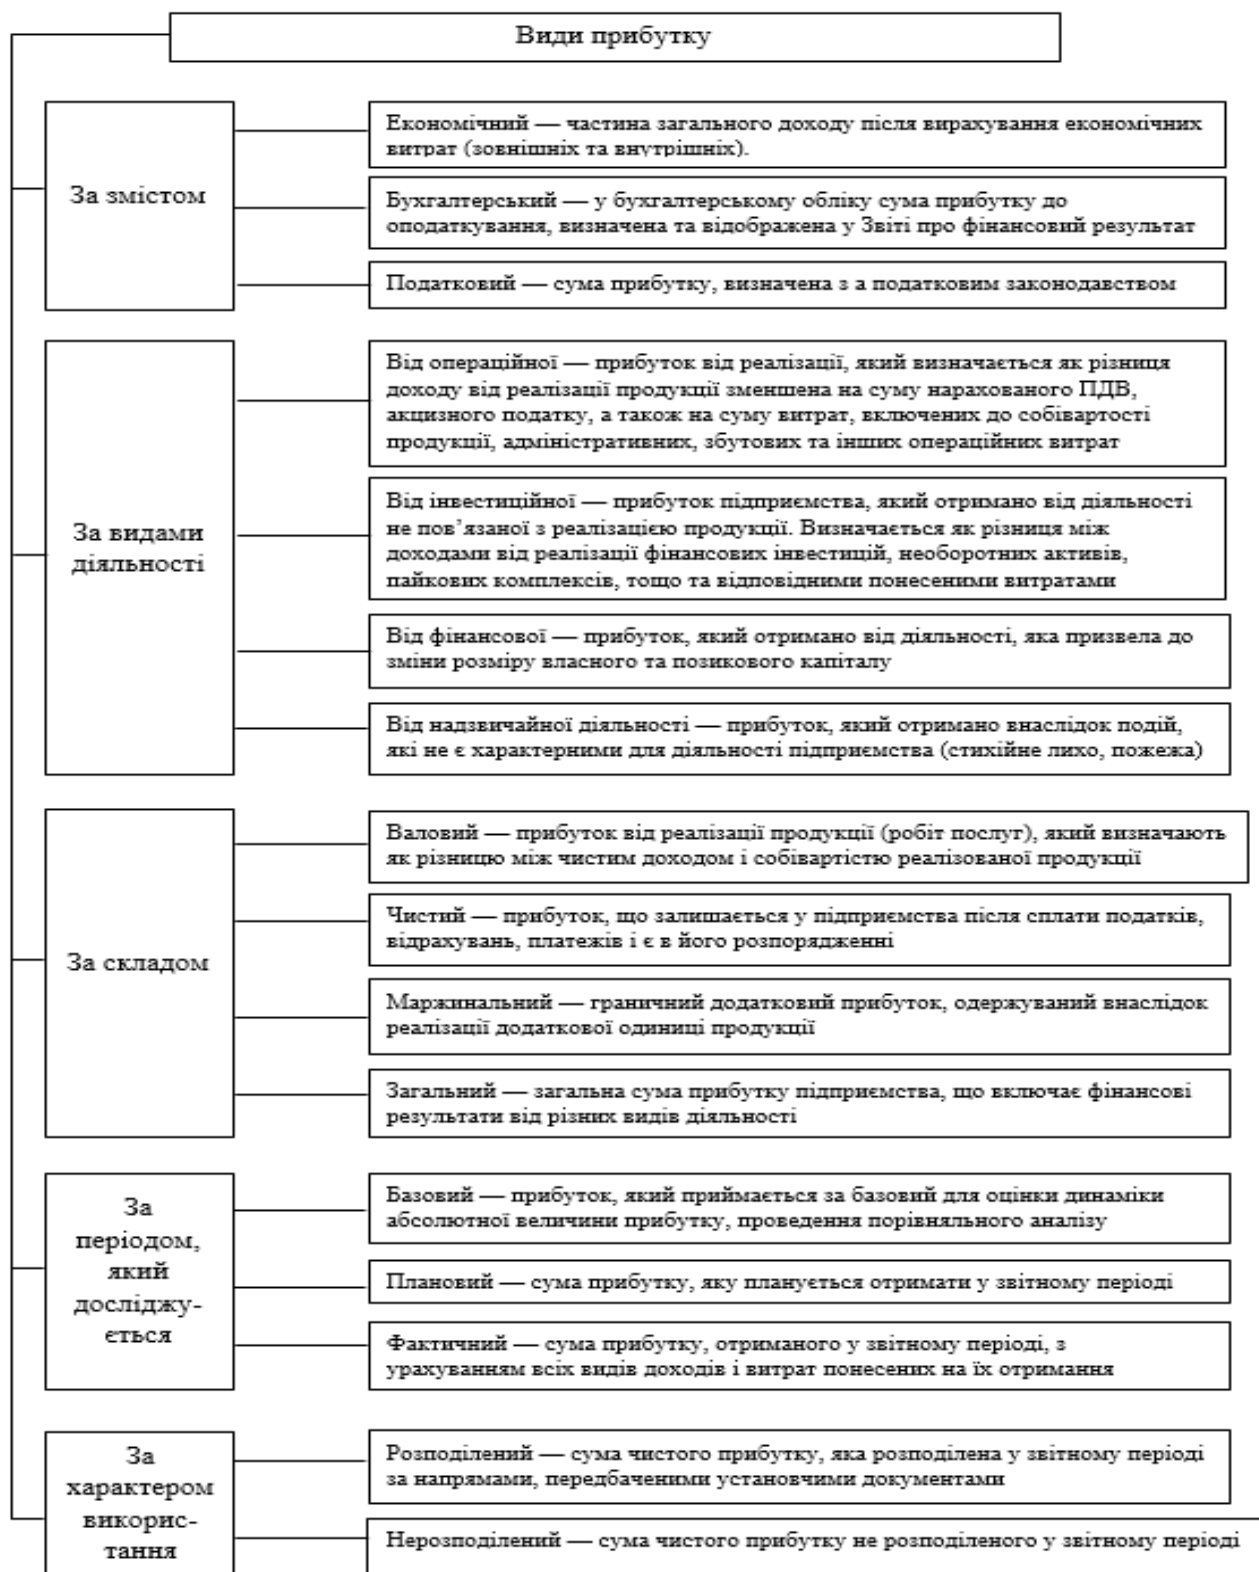 Види прибутку
За змістом
Економічний — частина загального доходу після вирахування економічних
витрат (зовнішніх та внутрішніх).
Бухгалтерський — у бухгалтерському обліку сума прибутку до
оподаткування, визначена та відображена у Звіті про фінансовий результат
Податковий — сума прибутку, визначена з а податковим законодавством
За видами
діяльності
Від операційної — прибуток від реалізації, який визначається як різниця
доходу від реалізації продукції зменшена на суму нарахованого ПДВ,
акцизного податку, а також на суму витрат, включених до собівартості
продукції, адміністративних, збутових та інших операційних витрат
Від інвестиційної — прибуток підприємства, який отримано від діяльності
не пов’язаної з реалізацією продукції. Визначається як різниця між
доходами від реалізації фінансових інвестицій, необоротних активів,
пайкових комплексів, тощо та відповідними понесеними витратами
Від фінансової — прибуток, який отримано від діяльності, яка призвела до
зміни розміру власного та позикового капіталу
Від надзвичайної діяльності — прибуток, який отримано внаслідок подій,
які не є характерними для діяльності підприємства (стихійне лихо, пожежа)
За складом
Валовий — прибуток від реалізації продукції (робіт послуг), який визначають
як різницю між чистим доходом і собівартістю реалізованої продукції
Чистий — прибуток, що залишається у підприємства після сплати податків,
відрахувань, платежів і є в його розпорядженні
Маржинальний — граничний додатковий прибуток, одержуваний внаслідок
реалізації додаткової одиниці продукції
Загальний — загальна сума прибутку підприємства, що включає фінансові
результати від різних видів діяльності
За
періодом,
який
досліджу-
ється
Базовий — прибуток, який приймається за базовий для оцінки динаміки
абсолютної величини прибутку, проведення порівняльного аналізу
Плановий — сума прибутку, яку планується отримати у звітному періоді
Фактичний — сума прибутку, отриманого у звітному періоді, з
урахуванням всіх видів доходів і витрат понесених на їх отримання
За
характером
викорис-
тання
Розподілений — сума чистого прибутку, яка розподілена у звітному періоді
за напрямами, передбаченими установчими документами
Нерозподілений — сума чистого прибутку не розподіленого у звітному періоді